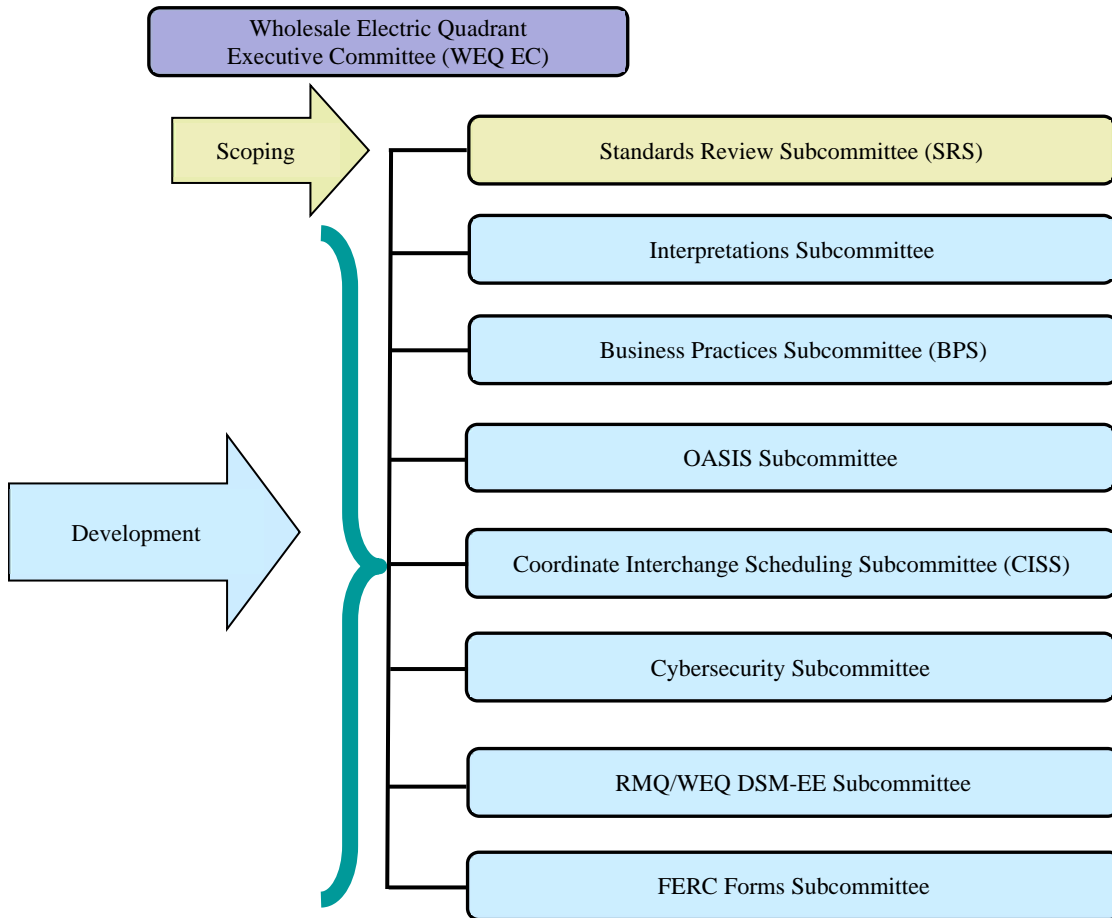 Wholesale Electric Quadrant
Executive Committee (WEQ EC)
Scoping
Standards Review Subcommittee (SRS)
Interpretations Subcommittee
Business Practices Subcommittee (BPS)
OASIS Subcommittee
Development
Coordinate Interchange Scheduling Subcommittee (CISS)
Cybersecurity Subcommittee
RMQ/WEQ DSM-EE Subcommittee
FERC Forms Subcommittee